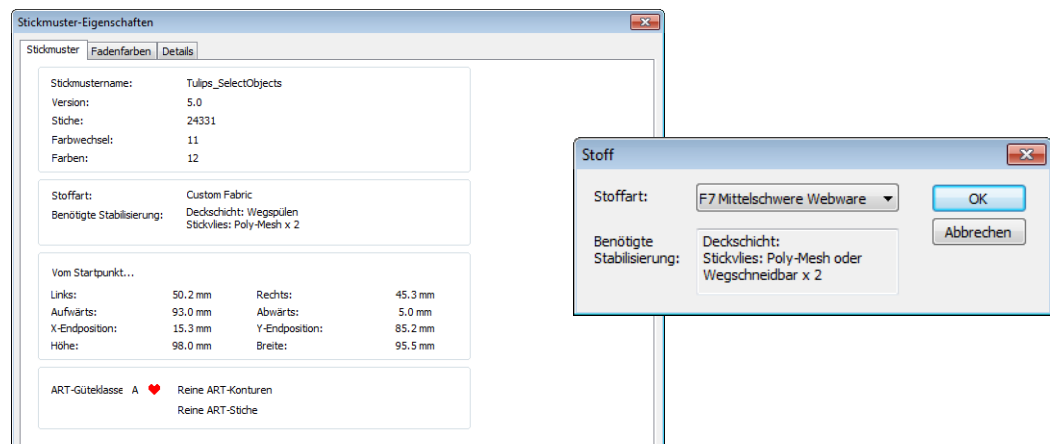 Stickmuster-Eigenschaften
Stickmuster Fadenfarben Details
Stickmustername: Tulips_SelectObjects
Version: 5.0
Stiche: 24331
Farbwechsel: 11
Farben: 12
Stoffart: Custom Fabric
Benötigte Stabilisierung: Deckschicht: Wegspülen
Stickvlies: Poly-Mesh x 2
Vom Startpunkt...
Links: 50.2 mm Rechts: 45.3 mm
Aufwärts: 93.0 mm Abwärts: 5.0 mm
X-Endposition: 15.3 mm Y-Endposition: 85.2 mm
Höhe: 98.0 mm Breite: 95.5 mm
ART-Güteklasse A Reine ART-Konturen
Reine ART-Stiche
Stoff
Stoffart: F7 Mittelschwere Webware OK
Abbrechen
Benötigte Deckschicht:
Stabilisierung: Stickvlies: Poly-Mesh oder
Wegschneidbar x 2